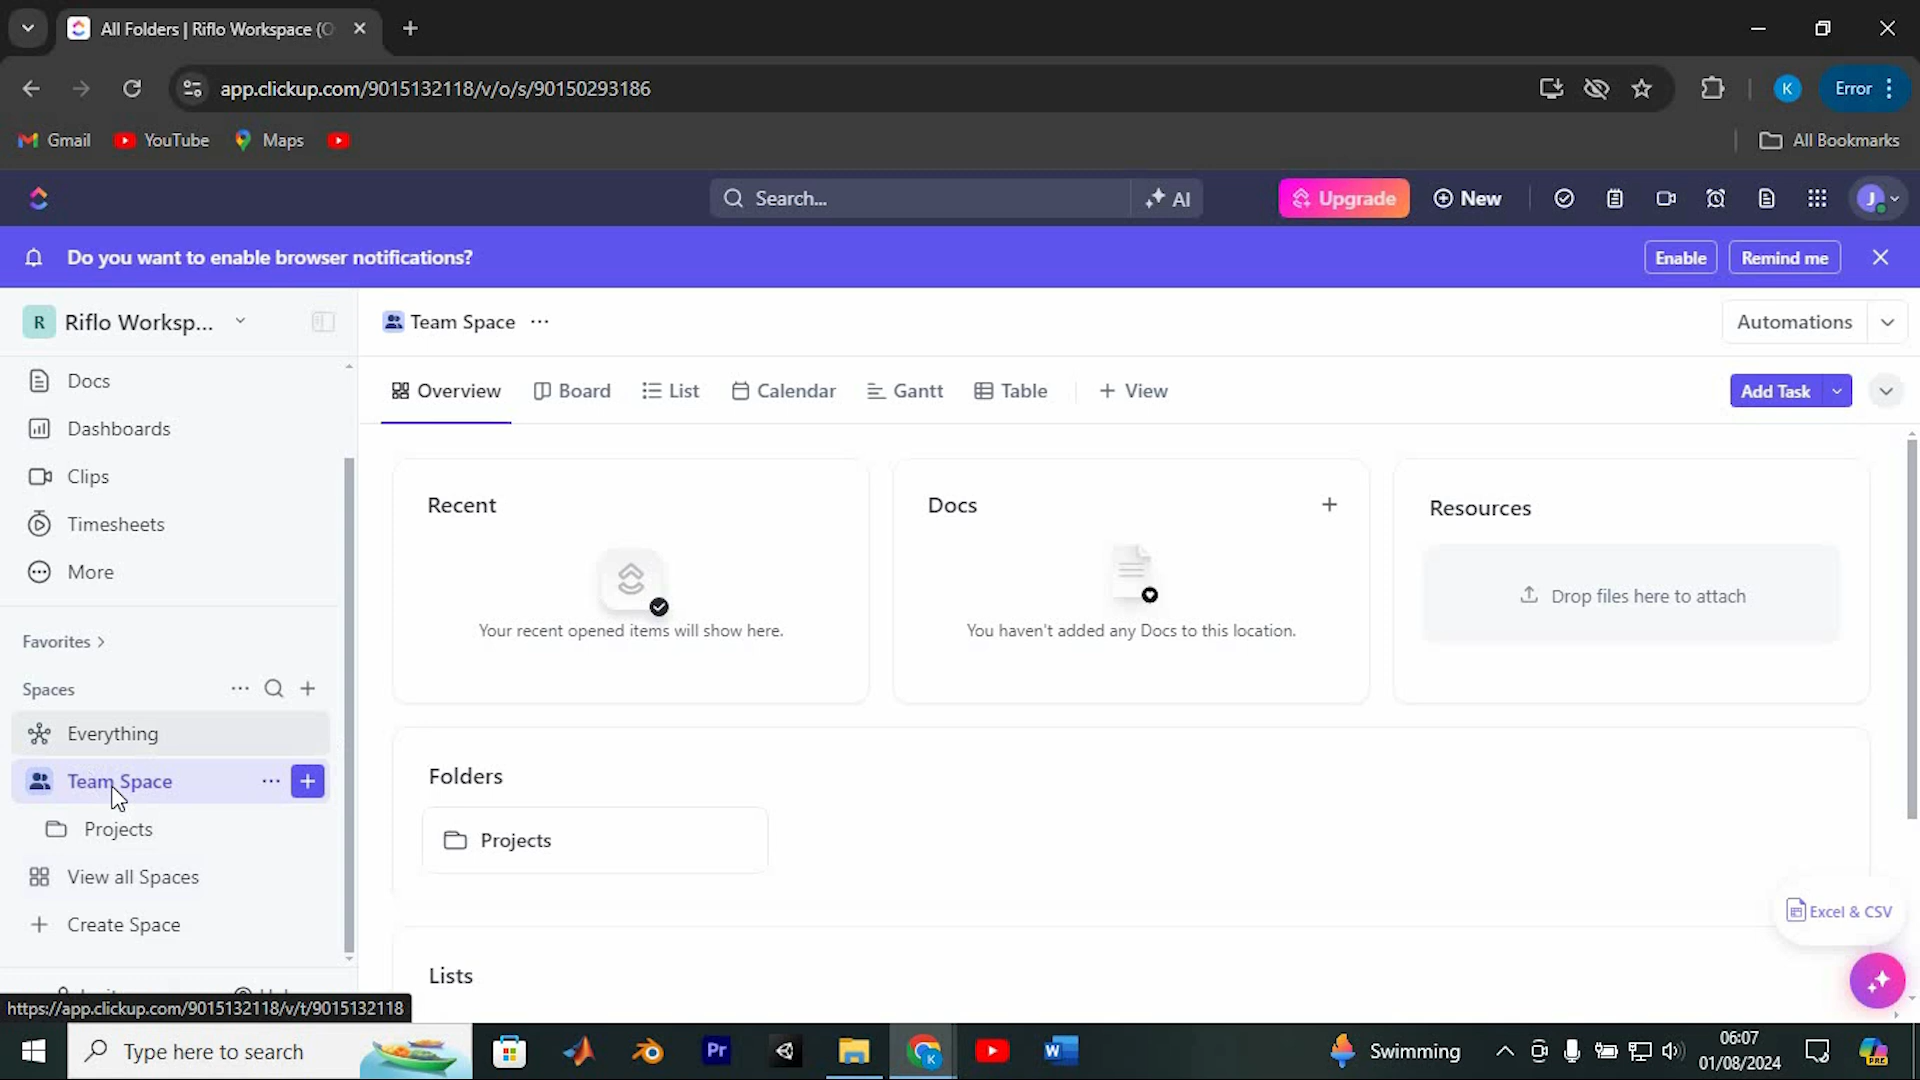 All Folders | Riflo Workspace (O
app.clickup.com/9015132118/v/o/s/90150293186
K
Error
Gmail
YouTube
Maps
All Bookmarks
Search...
AI
Upgrade
New
J
Do you want to enable browser notifications?
Enable
Remind me
R
Riflo Worksp...
Team Space
Automations
Docs
Dashboards
Clips
Timesheets
More
Favorites
Spaces
Everything
Team Space
Projects
View all Spaces
Create Space
Overview
Board
List
Calendar
Gantt
Table
View
Add Task
Recent
Your recent opened items will show here.
Docs
You haven't added any Docs to this location.
Resources
Drop files here to attach
Folders
Projects
Lists
Excel & CSV
https://app.clickup.com/9015132118/v/t/9015132118
Type here to search
Pr
K
W
Swimming
06:07
01/08/2024
PRE